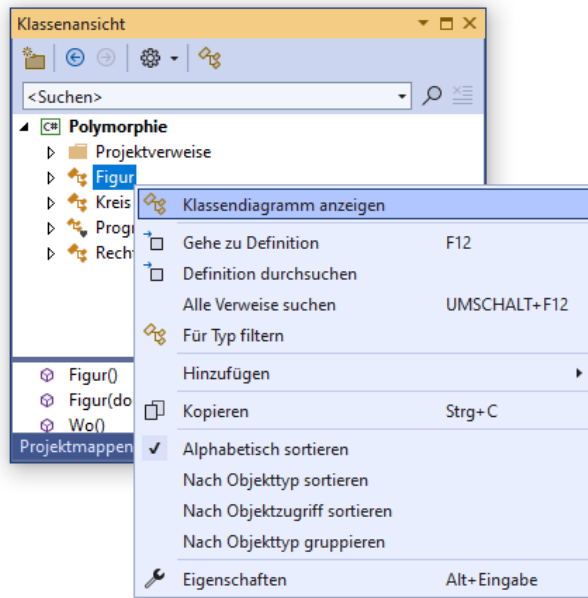 Klassenansicht
<Suchen>
C# Polymorphie
Projektverweise
Figur
Kreis
Klassendiagramm anzeigen
Gehe zu Definition F12
Definition durchsuchen
Alle Verweise suchen UMSCHALT+F12
Für Typ filtern
Hinzufügen
Kopieren Strg+C
Alphabetisch sortieren
Nach Objekttyp sortieren
Nach Objektzugriff sortieren
Nach Objekttyp gruppieren
Eigenschaften Alt+Eingabe
Figur()
Figur(do
Wo()
Projektmappen